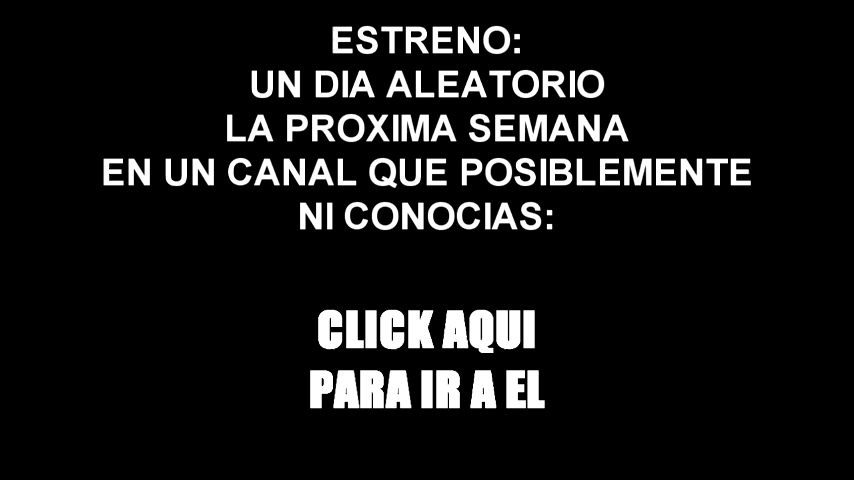 ESTRENO:
UN DIA ALEATORIO
LA PROXIMA SEMANA
EN UN CANAL QUE POSIBLEMENTE
NI CONOCIAS:
CLICK AQUI
PARA IR A EL